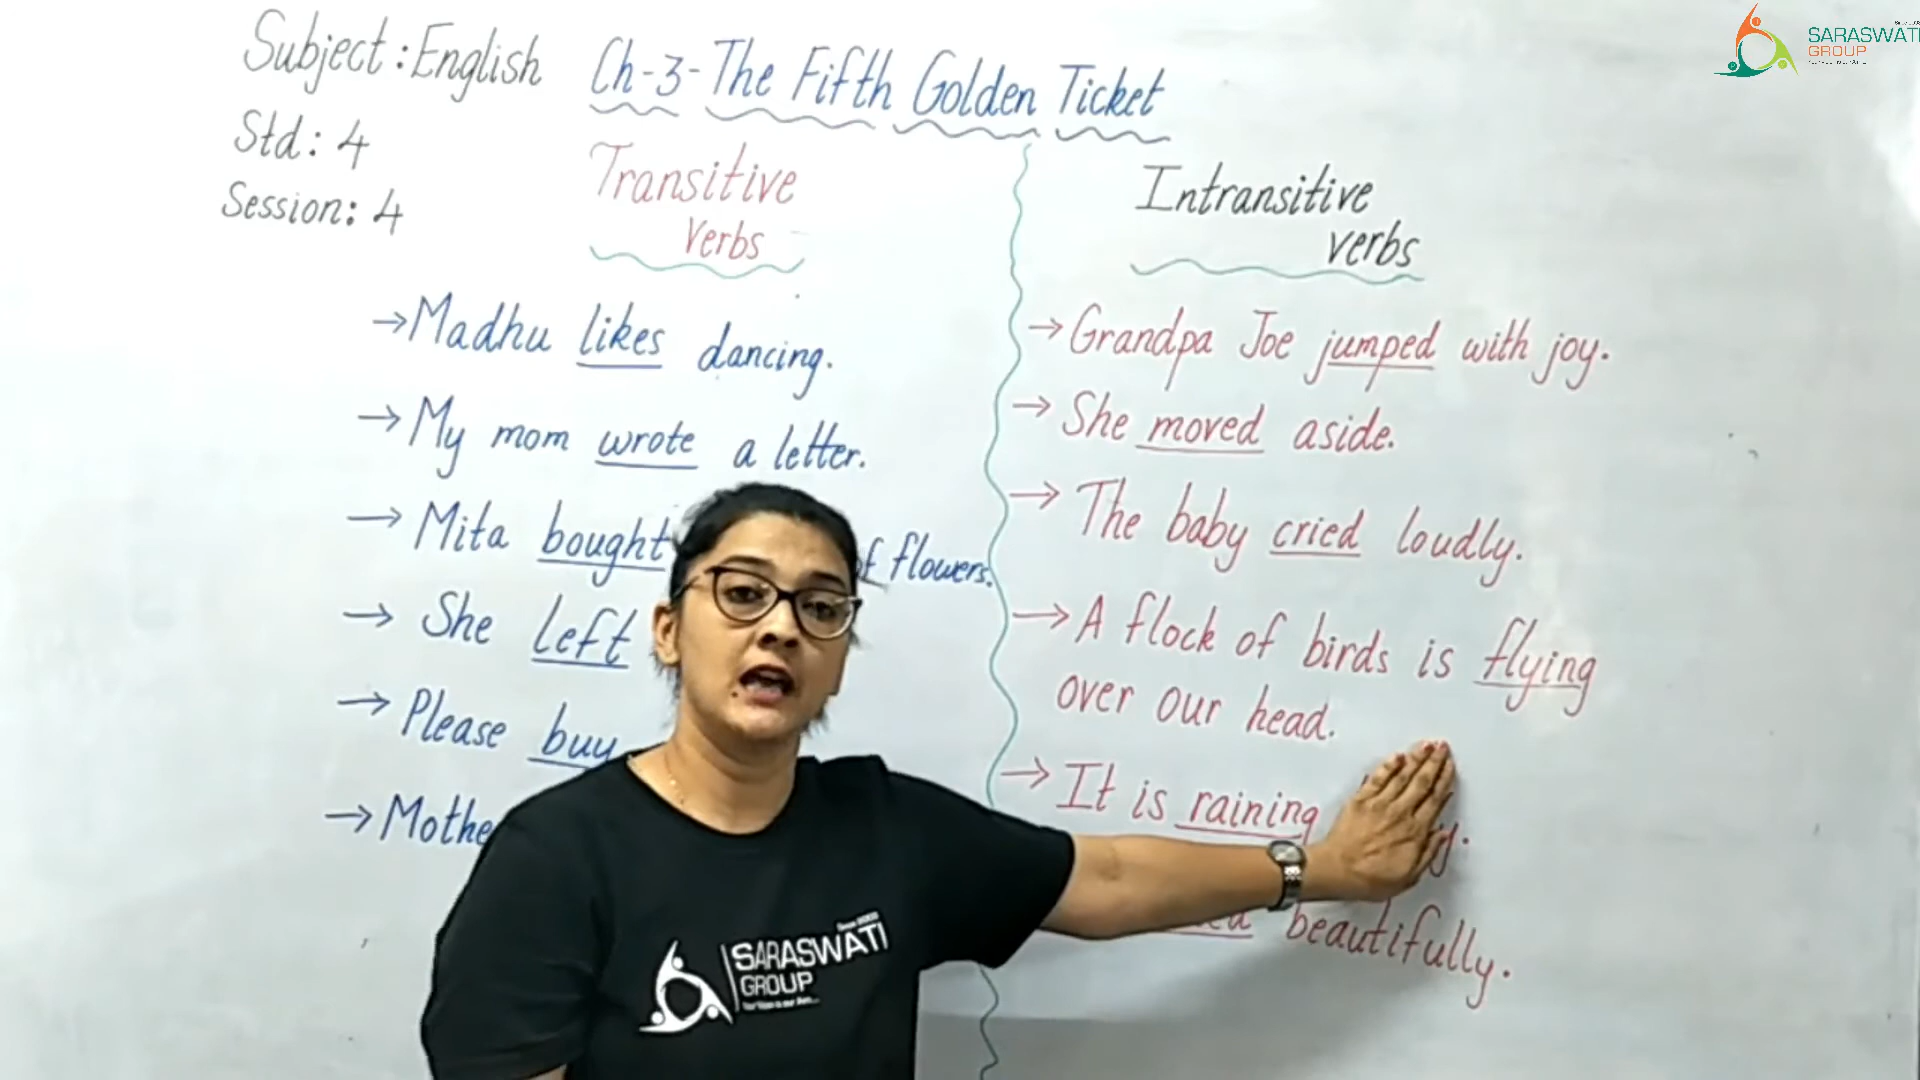 Subject: English
Std: 4
Session: 4
Ch-3-The Fifth Golden Ticket
Transitive
Verbs
→Madhu likes dancing.
→My mom wrote a letter.
→ Mita bought of flowers.
→ She left
→ Please buy
→Mothe
Intransitive
verbs
→Grandpa Joe jumped with joy.
→She moved aside.
→ The baby cried loudly.
→A flock of birds is flying
over our head.
→It is raining
beautifully.
SARASWATI
GROUP
SARASWATI
GROUP